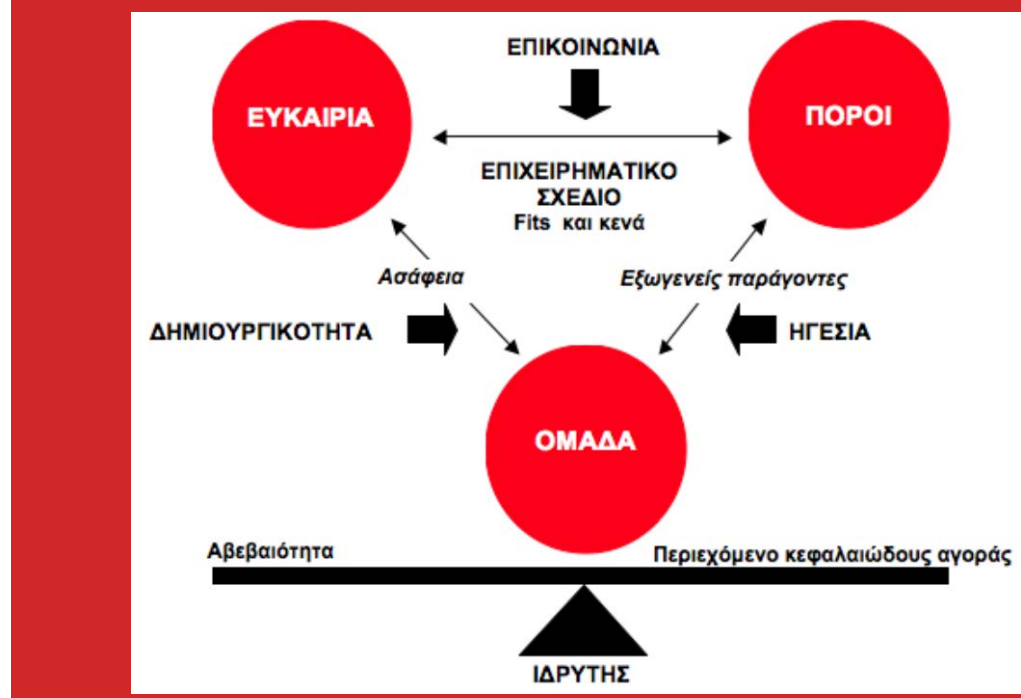 ΕΠΙΚΟΙΝΩΝΙΑ
ΕΥΚΑΙΡΙΑ
ΠΟΡΟΙ
ΕΠΙΧΕΙΡΗΜΑΤΙΚΟ
ΣΧΕΔΙΟ
Fits και κενά
Ασάφεια
Εξωγενείς παράγοντες
ΔΗΜΙΟΥΡΓΙΚΟΤΗΤΑ
ΗΓΕΣΙΑ
ΟΜΑΔΑ
Αβεβαιότητα
Περιεχόμενο κεφαλαιώδους αγοράς
ΙΔΡΥΤΗΣ